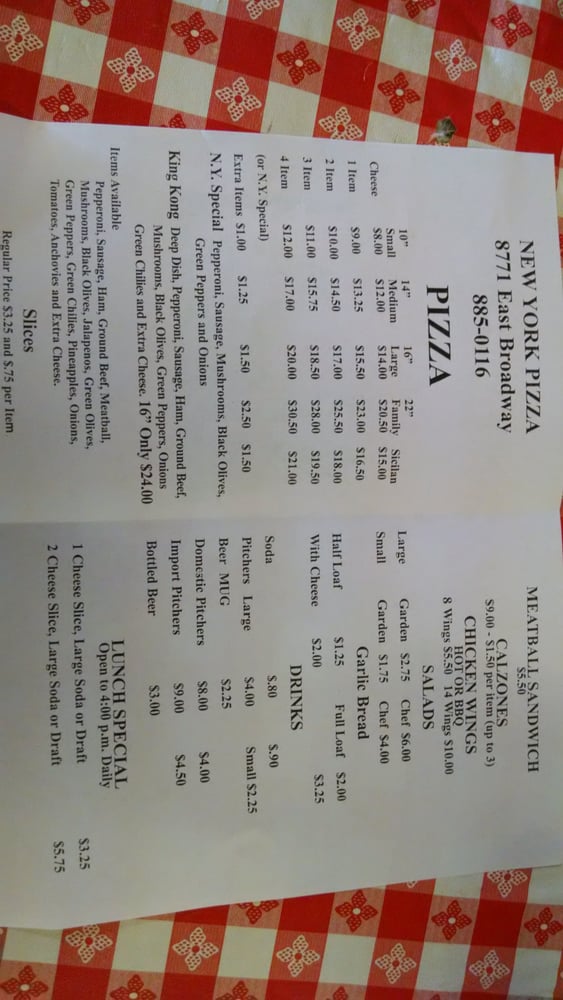 NEW YORK PIZZA
8771 East Broadway
885-0116
PIZZA
10" 14" 16" 22"
Small Medium Large Family Sicilan
Cheese $8.00 $12.00 $14.00 $20.50 $15.00
1 Item $9.00 $13.25 $15.50 $23.00 $16.50
2 Item $10.00 $14.50 $17.00 $25.50 $18.00
3 Item $11.00 $15.75 $18.50 $28.00 $19.50
4 Item $12.00 $17.00 $20.00 $30.50 $21.00
(or N.Y. Special)
Extra Items $1.00 $1.25 $1.50 $2.50 $1.50
N.Y. Special Pepperoni, Sausage, Mushrooms, Black Olives,
Green Peppers and Onions
King Kong Deep Dish, Pepperoni, Sausage, Ham, Ground Beef,
Mushrooms, Black Olives, Green Peppers, Onions
Green Chilies and Extra Cheese. 16" Only $24.00
Items Available
Pepperoni, Sausage, Ham, Ground Beef, Meatball,
Mushrooms, Black Olives, Jalapenos, Green Olives,
Green Peppers, Green Chilies, Pineapples, Onions,
Tomatoes, Anchovies and Extra Cheese.
Slices
Regular Price $3.25 and $.75 per Item
MEATBALL SANDWICH
$5.50
CALZONES
$9.00 - $1.50 per item (up to 3)
CHICKEN WINGS
HOT OR BBQ
8 Wings $5.50 14 Wings $10.00
SALADS
Large Garden $2.75 Chef $6.00
Small Garden $1.75 Chef $4.00
Garlic Bread
Half Loaf $1.25 Full Loaf $2.00
With Cheese $2.00 $3.25
DRINKS
Soda $.80 $.90
Pitchers Large $4.00 Small $2.25
Beer MUG $2.25
Domestic Pitchers $8.00 $4.00
Import Pitchers $9.00 $4.50
Bottled Beer $3.00
LUNCH SPECIAL
Open to 4:00 p.m. Daily
1 Cheese Slice, Large Soda or Draft $3.25
2 Cheese Slice, Large Soda or Draft $5.75